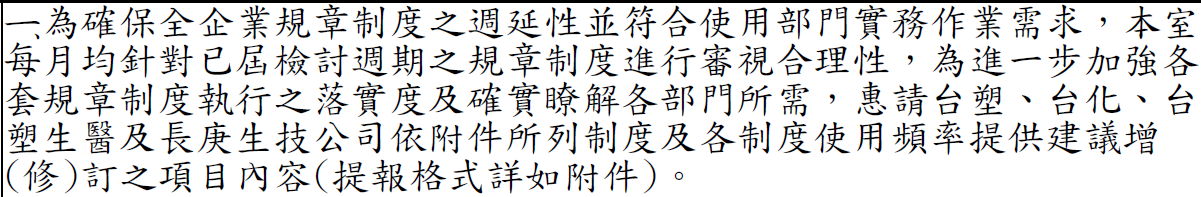 一、為確保全企業規章制度之週延性並符合使用部門實務作業需求，本室
每月均針對已屆檢討週期之規章制度進行審視合理性，為進一步加強各
套規章制度執行之落實度及確實瞭解各部門所需，惠請台塑、台化、台
塑生醫及長庚生技公司依附件所列制度及各制度使用頻率提供建議增
(修)訂之項目內容(提報格式詳如附件)。